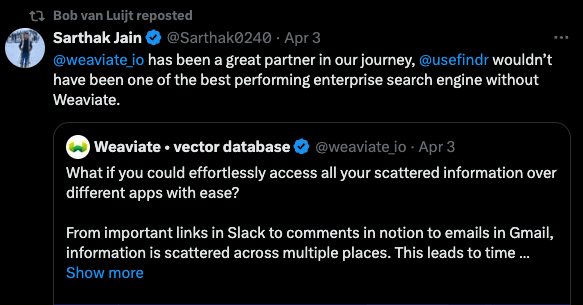 Bob van Luijt reposted
Sarthak Jain @Sarthak0240 · Apr 3
@weaviate_io has been a great partner in our journey, @usefindr wouldn’t
have been one of the best performing enterprise search engine without
Weaviate.
Weaviate • vector database @weaviate_io · Apr 3
What if you could effortlessly access all your scattered information over
different apps with ease?
From important links in Slack to comments in notion to emails in Gmail,
information is scattered across multiple places. This leads to time ...
Show more